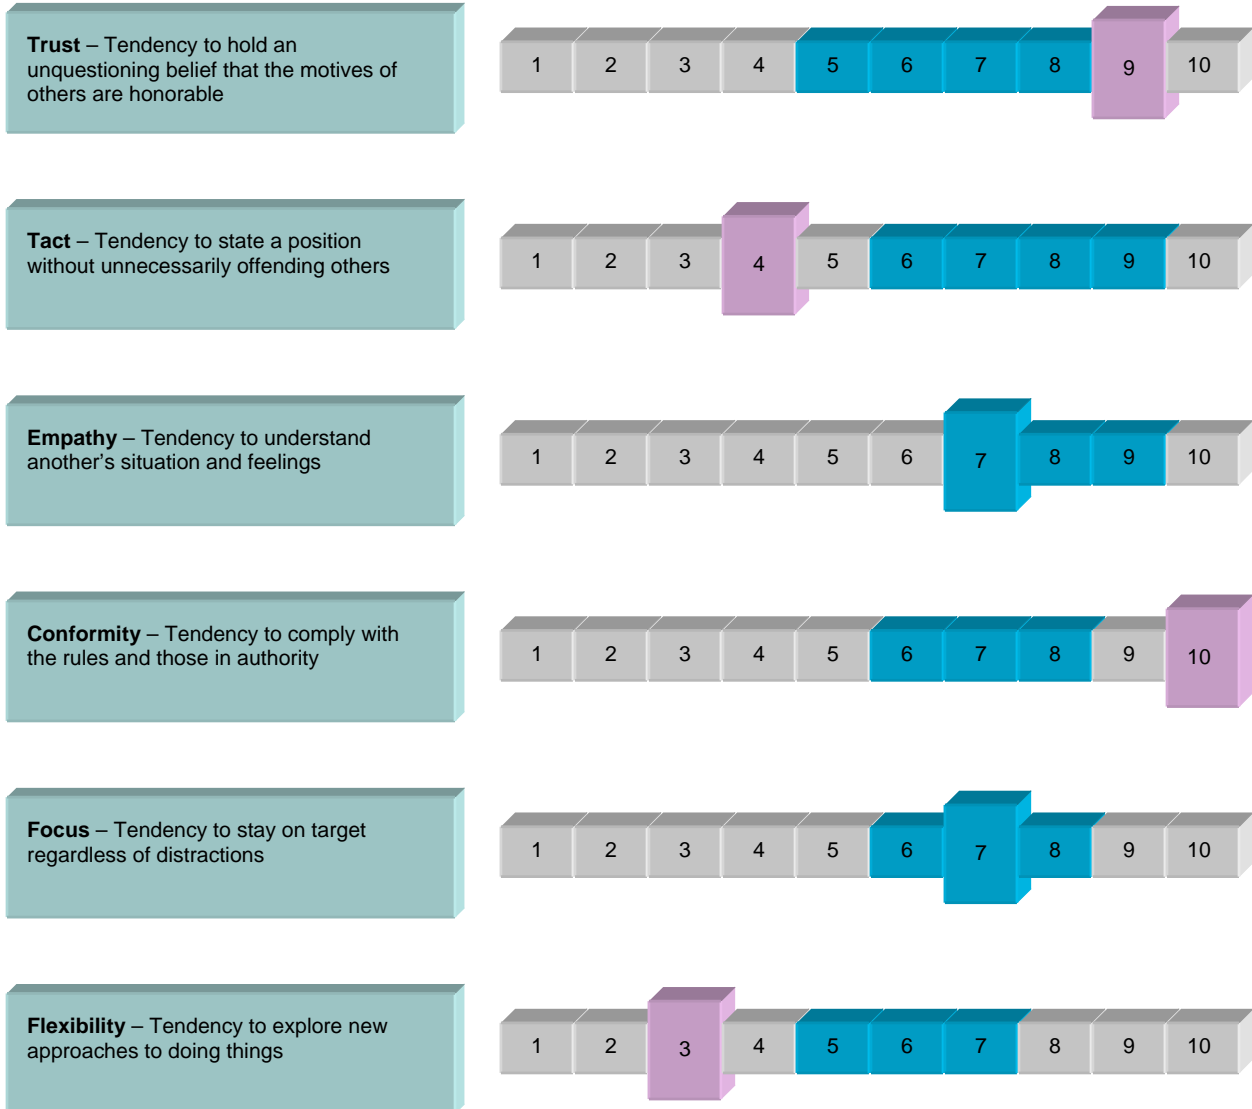 Trust – Tendency to hold an
unquestioning belief that the motives of
others are honorable
1 2 3 4 5 6 7 8 9 10
Tact – Tendency to state a position
without unnecessarily offending others
1 2 3 4 5 6 7 8 9 10
Empathy – Tendency to understand
another’s situation and feelings
1 2 3 4 5 6 7 8 9 10
Conformity – Tendency to comply with
the rules and those in authority
1 2 3 4 5 6 7 8 9 10
Focus – Tendency to stay on target
regardless of distractions
1 2 3 4 5 6 7 8 9 10
Flexibility – Tendency to explore new
approaches to doing things
1 2 3 4 5 6 7 8 9 10